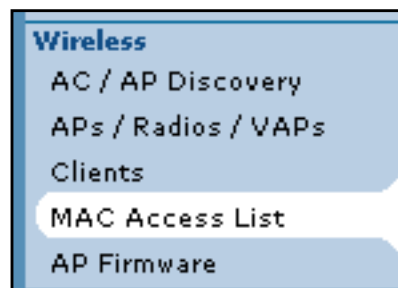 Wireless
AC / AP Discovery
APs / Radios / VAPs
Clients
MAC Access List
AP Firmware